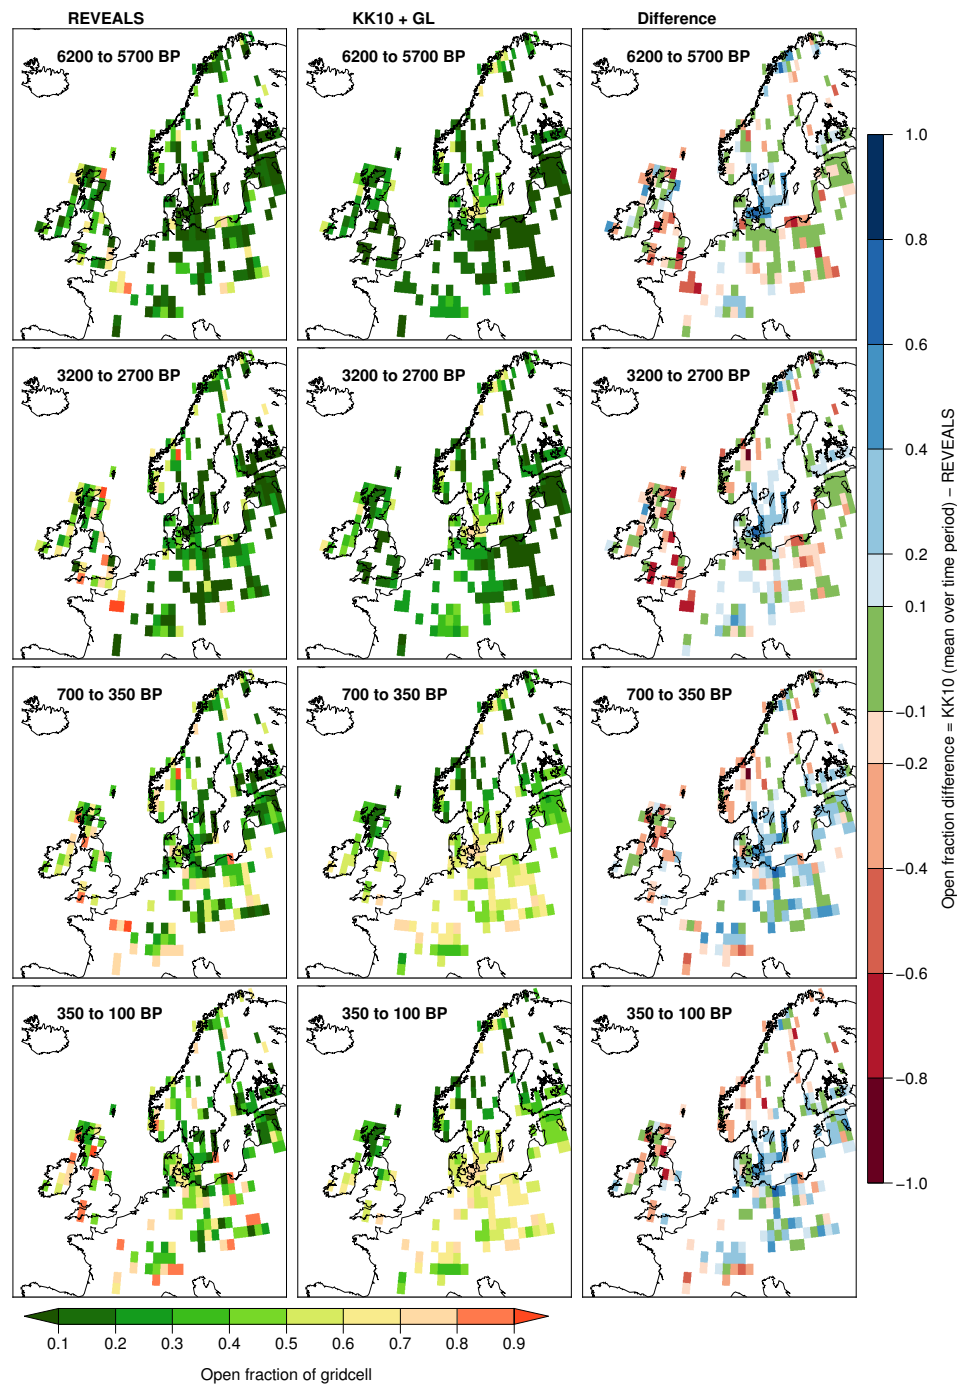 REVEALS KK10 + GL Difference
6200 to 5700 BP 6200 to 5700 BP 6200 to 5700 BP
3200 to 2700 BP 3200 to 2700 BP 3200 to 2700 BP
700 to 350 BP 700 to 350 BP 700 to 350 BP
350 to 100 BP 350 to 100 BP 350 to 100 BP
1.0
0.8
0.6
0.4
0.2
0.1
−0.1
−0.2
−0.4
−0.6
−0.8
−1.0
Open fraction difference = KK10 (mean over time period) − REVEALS
0.1 0.2 0.3 0.4 0.5 0.6 0.7 0.8 0.9
Open fraction of gridcell